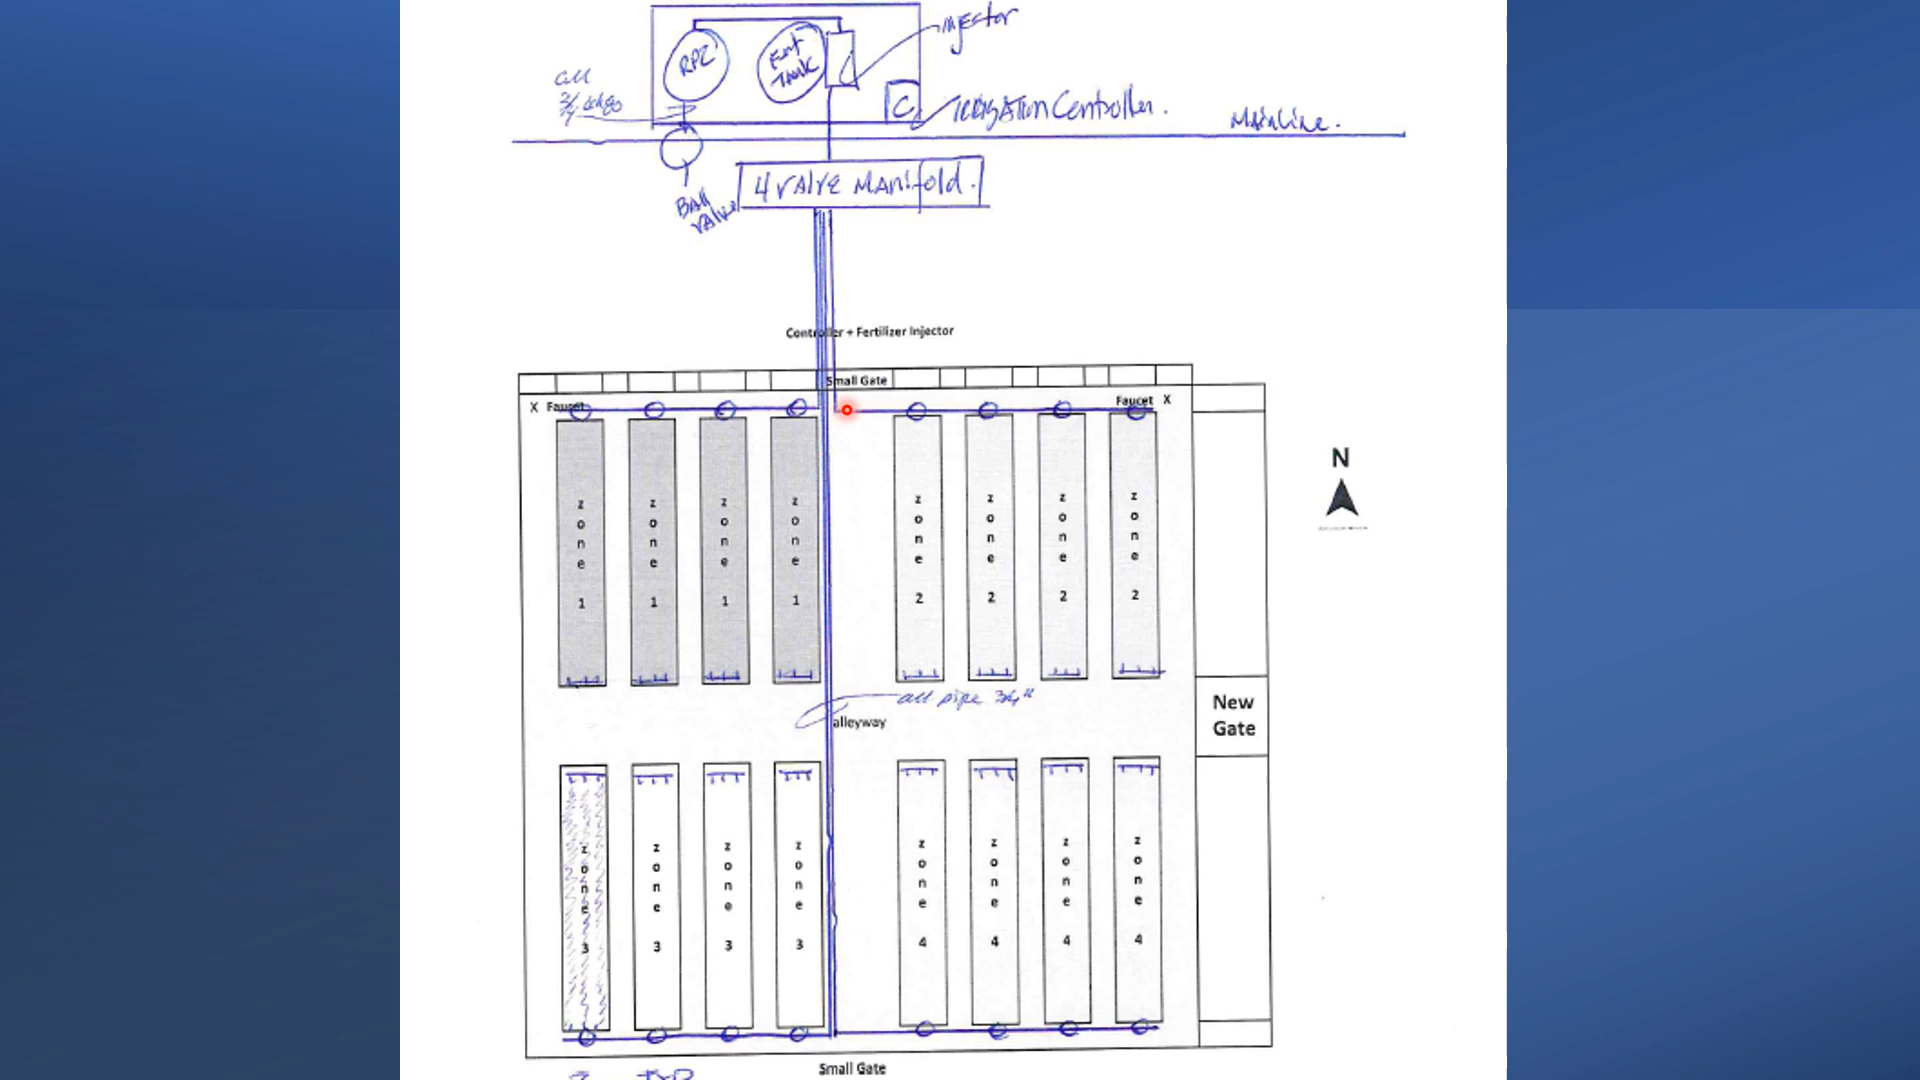 injector
RPZ
Fert
TANK
all
C
IRRIGATION Controller.
Mainline.
4 VALVE MANIFOLD.
BALL
VALVE
Controller + Fertilizer Injector
Small Gate
X Faucet
Faucet X
N
zone 1
zone 1
zone 1
zone 1
zone 2
zone 2
zone 2
zone 2
all pipe 3/4"
alleyway
New
Gate
zone 3
zone 3
zone 3
zone 3
zone 4
zone 4
zone 4
zone 4
Small Gate